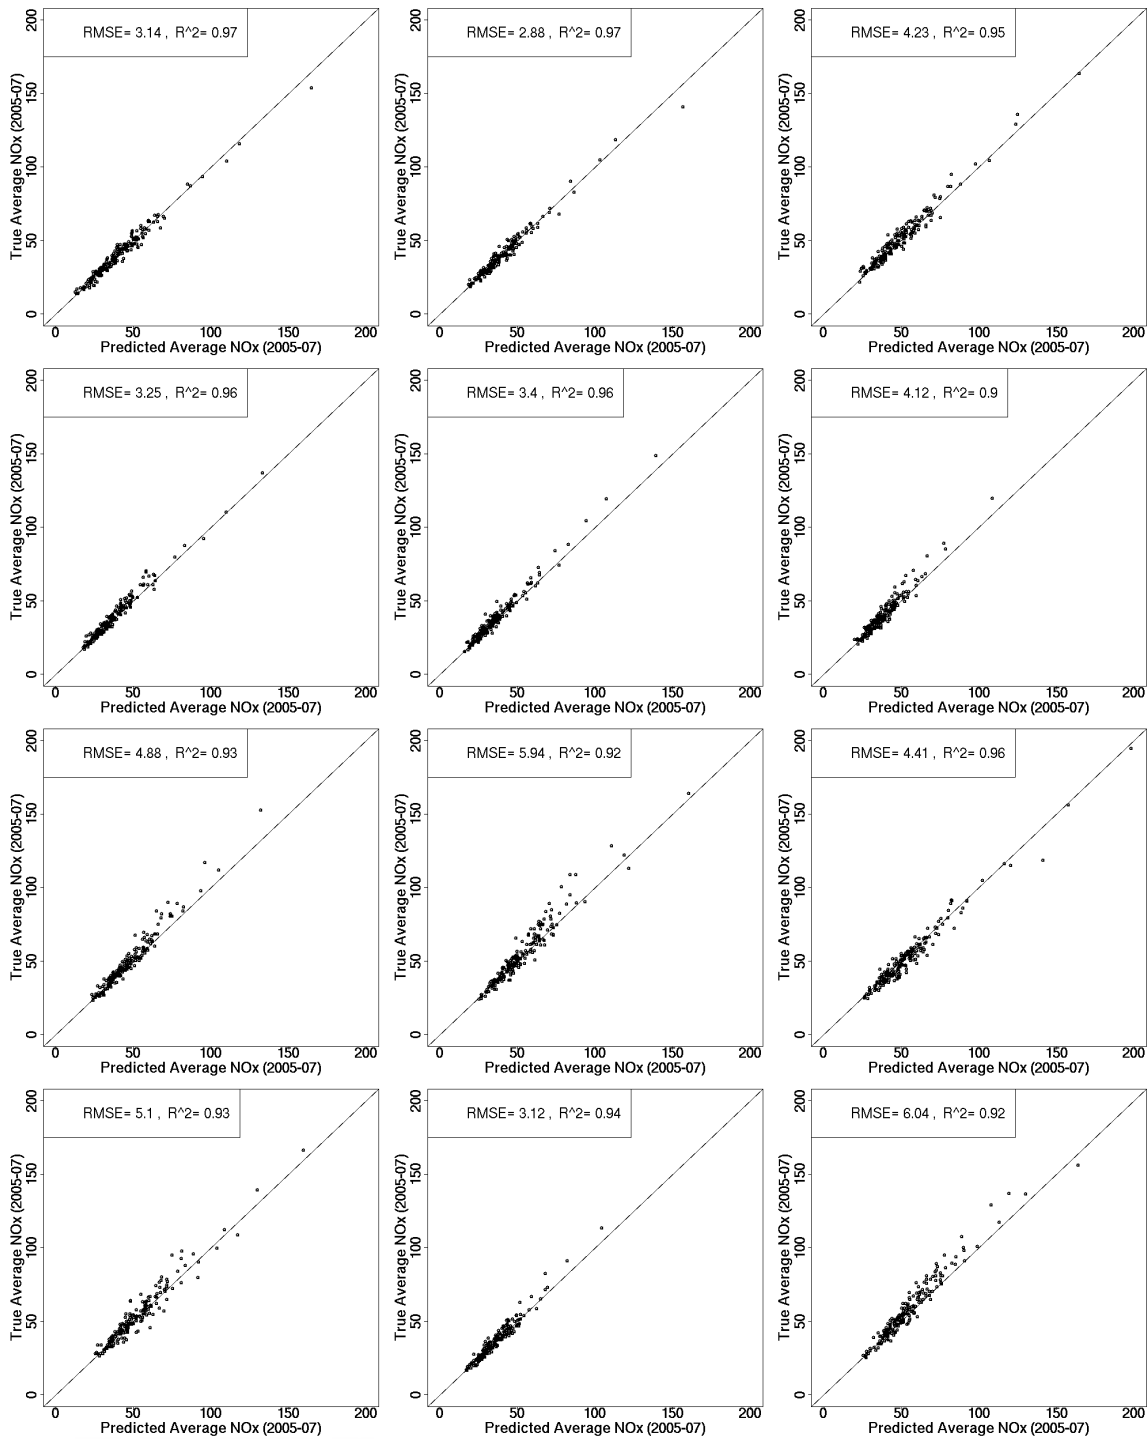 RMSE= 3.14 , R^2= 0.97
True Average NOx (2005-07)
0 50 100 150 200
0 50 100 150 200
Predicted Average NOx (2005-07)
RMSE= 2.88 , R^2= 0.97
True Average NOx (2005-07)
0 50 100 150 200
0 50 100 150 200
Predicted Average NOx (2005-07)
RMSE= 4.23 , R^2= 0.95
True Average NOx (2005-07)
0 50 100 150 200
0 50 100 150 200
Predicted Average NOx (2005-07)
RMSE= 3.25 , R^2= 0.96
True Average NOx (2005-07)
0 50 100 150 200
0 50 100 150 200
Predicted Average NOx (2005-07)
RMSE= 3.4 , R^2= 0.96
True Average NOx (2005-07)
0 50 100 150 200
0 50 100 150 200
Predicted Average NOx (2005-07)
RMSE= 4.12 , R^2= 0.9
True Average NOx (2005-07)
0 50 100 150 200
0 50 100 150 200
Predicted Average NOx (2005-07)
RMSE= 4.88 , R^2= 0.93
True Average NOx (2005-07)
0 50 100 150 200
0 50 100 150 200
Predicted Average NOx (2005-07)
RMSE= 5.94 , R^2= 0.92
True Average NOx (2005-07)
0 50 100 150 200
0 50 100 150 200
Predicted Average NOx (2005-07)
RMSE= 4.41 , R^2= 0.96
True Average NOx (2005-07)
0 50 100 150 200
0 50 100 150 200
Predicted Average NOx (2005-07)
RMSE= 5.1 , R^2= 0.93
True Average NOx (2005-07)
0 50 100 150 200
0 50 100 150 200
Predicted Average NOx (2005-07)
RMSE= 3.12 , R^2= 0.94
True Average NOx (2005-07)
0 50 100 150 200
0 50 100 150 200
Predicted Average NOx (2005-07)
RMSE= 6.04 , R^2= 0.92
True Average NOx (2005-07)
0 50 100 150 200
0 50 100 150 200
Predicted Average NOx (2005-07)